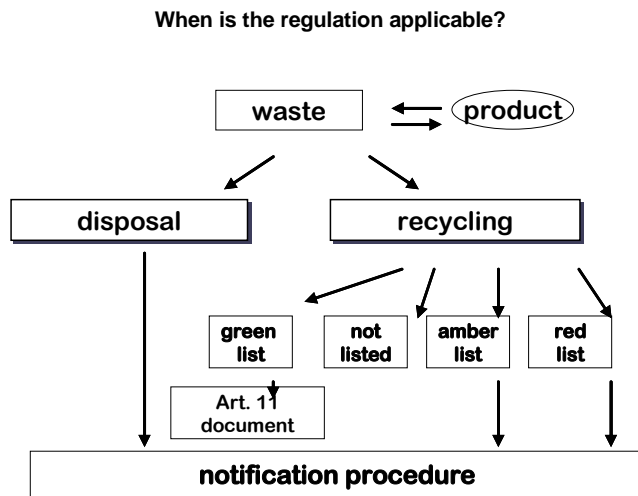 When is the regulation applicable?
waste
product
disposal
recycling
green
list
not
listed
amber
list
red
list
Art. 11
document
notification procedure